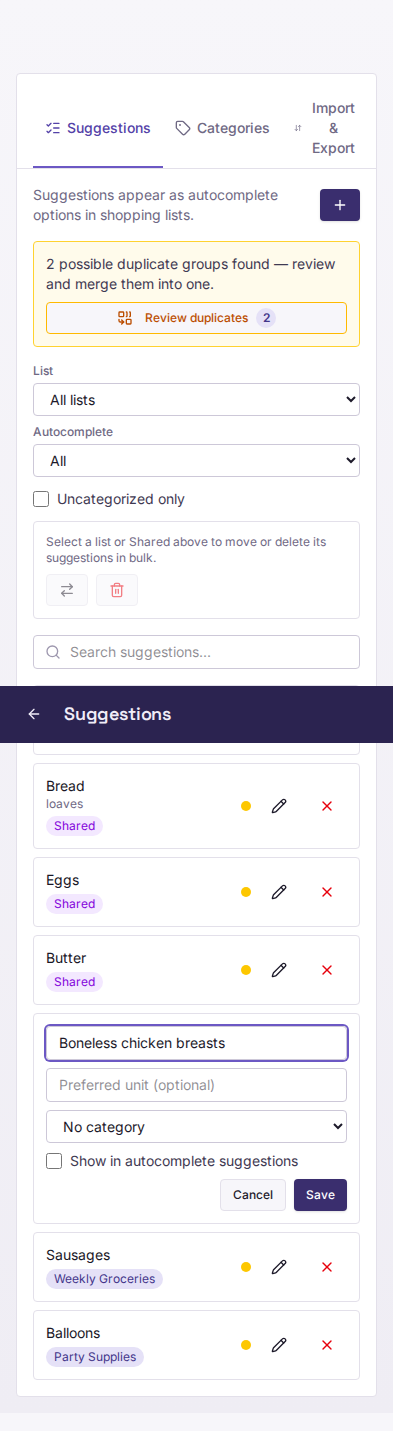 Suggestions
Categories
Import
&
Export
Suggestions appear as autocomplete
options in shopping lists.
2 possible duplicate groups found — review
and merge them into one.
Review duplicates 2
List
All lists
Autocomplete
All
Uncategorized only
Select a list or Shared above to move or delete its
suggestions in bulk.
Search suggestions...
Suggestions
Bread
loaves
Shared
Eggs
Shared
Butter
Shared
Boneless chicken breasts
Preferred unit (optional)
No category
Show in autocomplete suggestions
Cancel Save
Sausages
Weekly Groceries
Balloons
Party Supplies